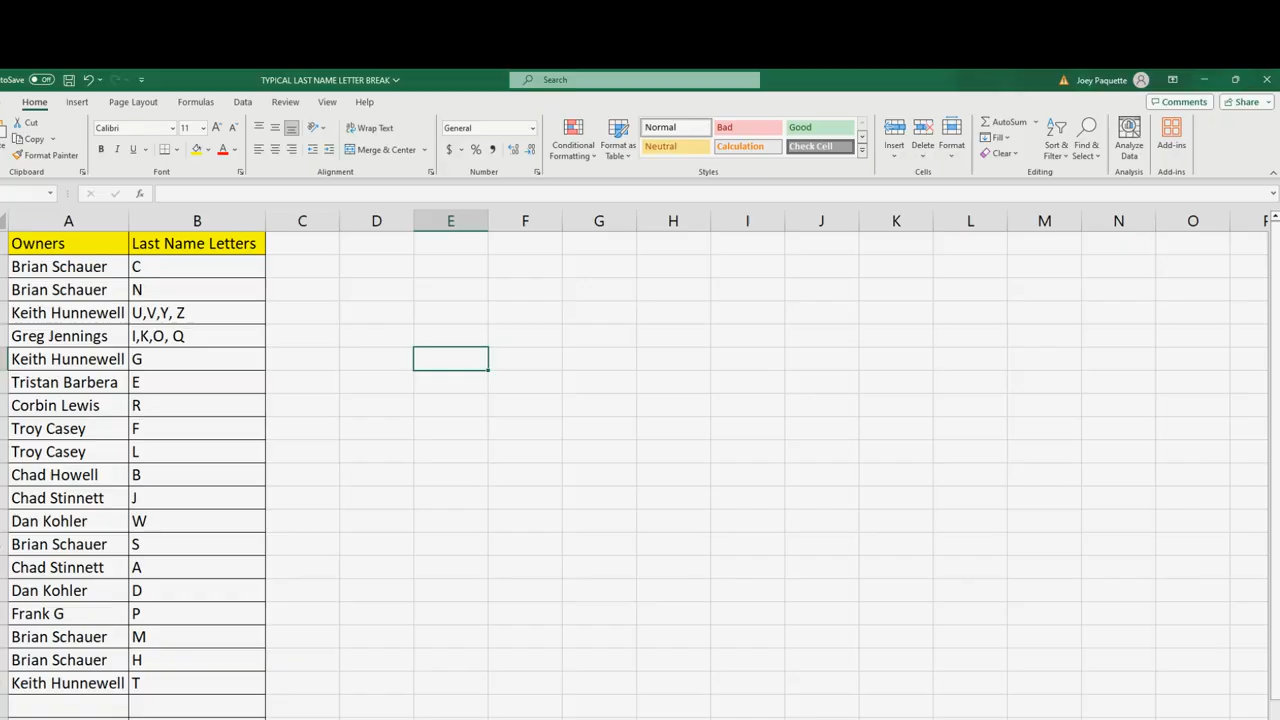 AutoSave Off TYPICAL LAST NAME LETTER BREAK Search Joey Paquette
Home Insert Page Layout Formulas Data Review View Help Comments Share
Cut
Copy
Format Painter
Clipboard
Calibri 11
B I U
Font
Wrap Text
Merge & Center
Alignment
General
$ % ,
Number
Conditional Formatting
Format as Table
Normal Bad Good
Neutral Calculation Check Cell
Styles
Insert Delete Format
Cells
AutoSum
Fill
Clear
Sort & Filter
Find & Select
Editing
Analyze Data
Analysis
Add-ins
Add-ins
fx
A B C D E F G H I J K L M N O
Owners Last Name Letters
Brian Schauer C
Brian Schauer N
Keith Hunnewell U,V,Y, Z
Greg Jennings I,K,O, Q
Keith Hunnewell G
Tristan Barbera E
Corbin Lewis R
Troy Casey F
Troy Casey L
Chad Howell B
Chad Stinnett J
Dan Kohler W
Brian Schauer S
Chad Stinnett A
Dan Kohler D
Frank G P
Brian Schauer M
Brian Schauer H
Keith Hunnewell T